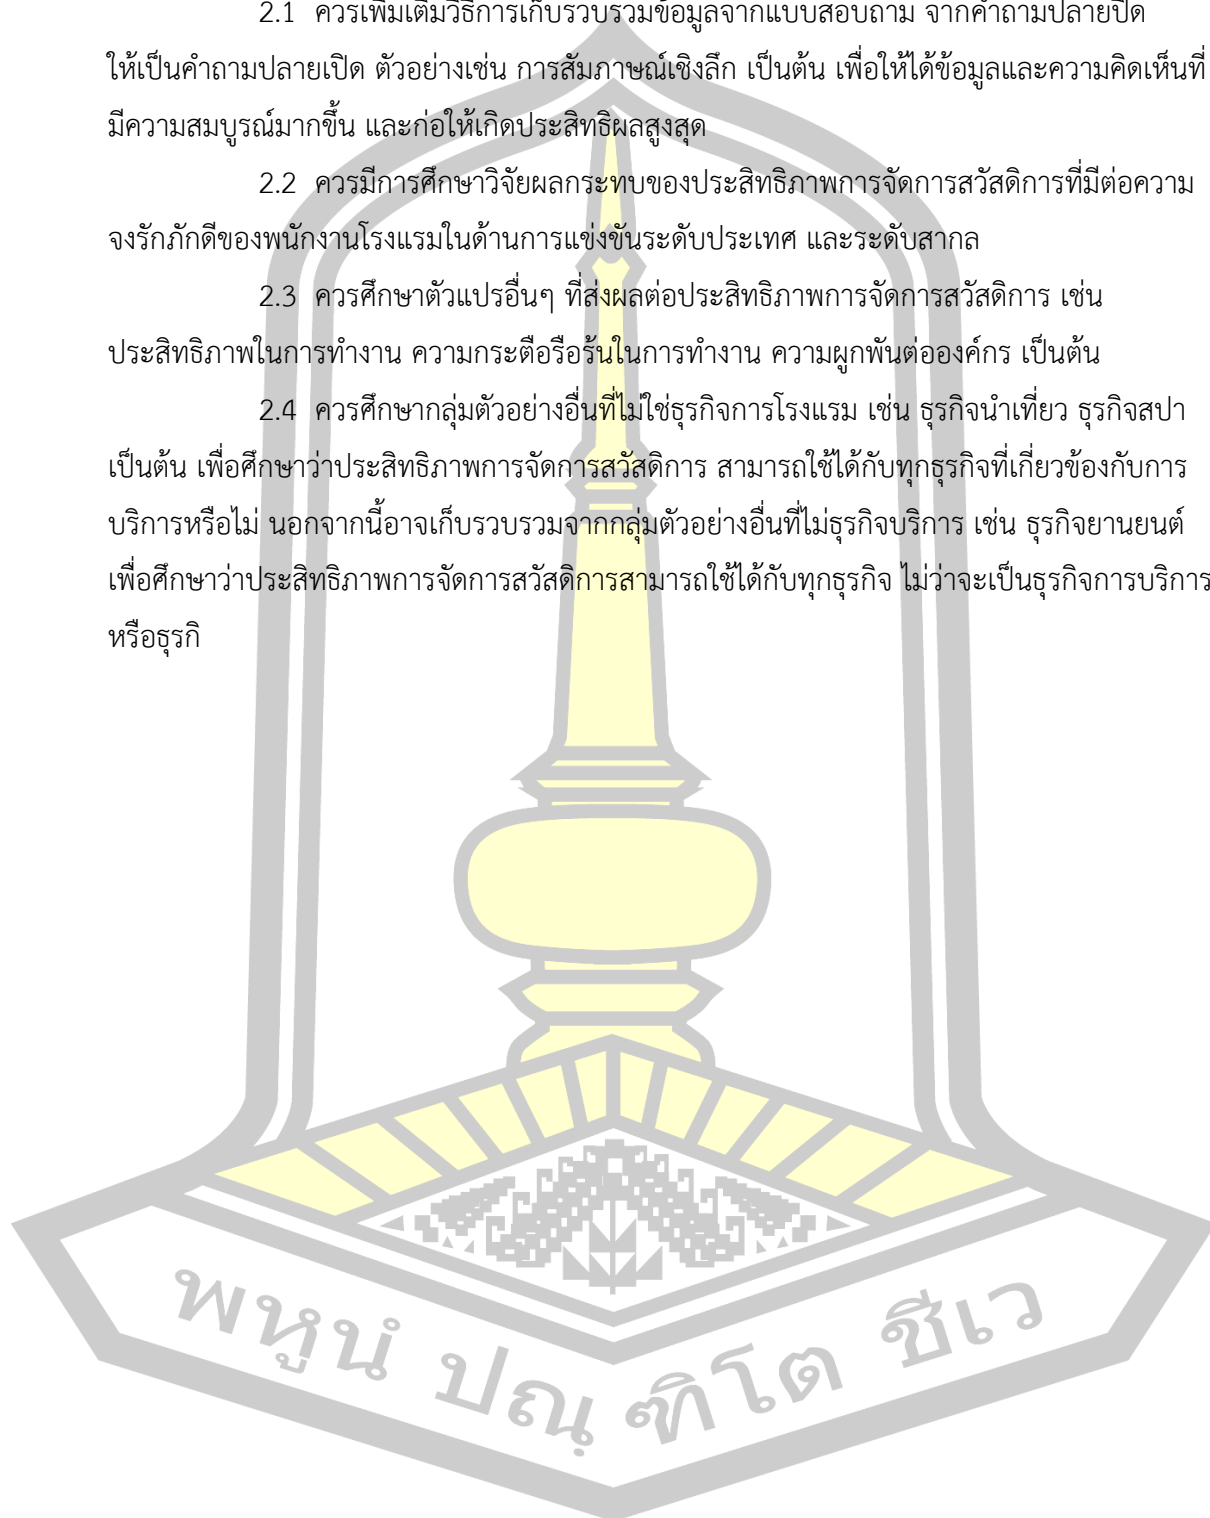 2.1 ควรเพิ่มเติมวิธีการเก็บรวบรวมข้อมูลจากแบบสอบถาม จากคำถามปลายปิด
ให้เป็นคำถามปลายเปิด ตัวอย่างเช่น การสัมภาษณ์เชิงลึก เป็นต้น เพื่อให้ได้ข้อมูลและความคิดเห็นที่
มีความสมบูรณ์มากขึ้น และก่อให้เกิดประสิทธิผลสูงสุด
2.2 ควรมีการศึกษาวิจัยผลกระทบของประสิทธิภาพการจัดการสวัสดิการที่มีต่อความ
จงรักภักดีของพนักงานโรงแรมในด้านการแข่งขันระดับประเทศ และระดับสากล
2.3 ควรศึกษาตัวแปรอื่นๆ ที่ส่งผลต่อประสิทธิภาพการจัดการสวัสดิการ เช่น
ประสิทธิภาพในการทำงาน ความกระตือรือร้นในการทำงาน ความผูกพันต่อองค์กร เป็นต้น
2.4 ควรศึกษากลุ่มตัวอย่างอื่นที่ไม่ใช่ธุรกิจการโรงแรม เช่น ธุรกิจนำเที่ยว ธุรกิจสปา
เป็นต้น เพื่อศึกษาว่าประสิทธิภาพการจัดการสวัสดิการ สามารถใช้ได้กับทุกธุรกิจที่เกี่ยวข้องกับการ
บริการหรือไม่ นอกจากนี้อาจเก็บรวบรวมจากกลุ่มตัวอย่างอื่นที่ไม่ธุรกิจบริการ เช่น ธุรกิจยานยนต์
เพื่อศึกษาว่าประสิทธิภาพการจัดการสวัสดิการสามารถใช้ได้กับทุกธุรกิจ ไม่ว่าจะเป็นธุรกิจการบริการ
หรือธุรกิ
พหูนํ ปณฺฑิโต ชีเว